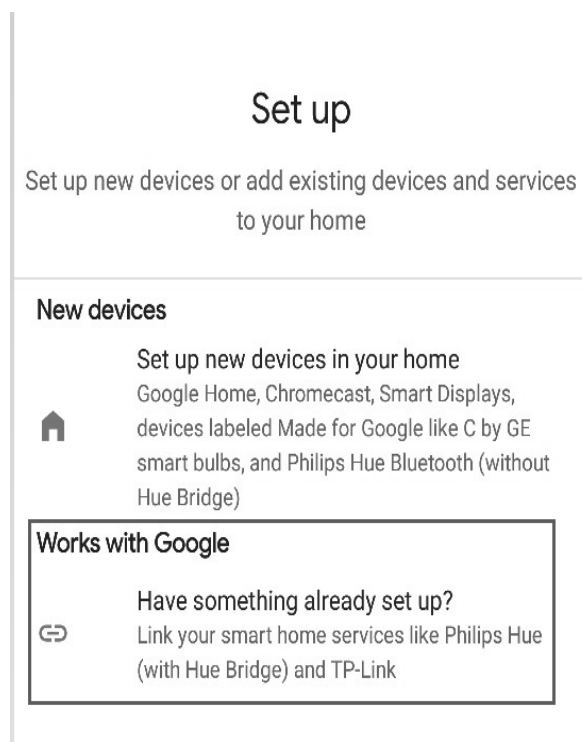 Set up
Set up new devices or add existing devices and services
to your home
New devices
Set up new devices in your home
Google Home, Chromecast, Smart Displays,
devices labeled Made for Google like C by GE
smart bulbs, and Philips Hue Bluetooth (without
Hue Bridge)
Works with Google
Have something already set up?
Link your smart home services like Philips Hue
(with Hue Bridge) and TP-Link